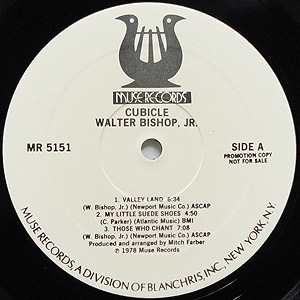 MUSE RECORDS
CUBICLE
WALTER BISHOP, JR.
MR 5151
SIDE A
PROMOTION COPY
NOT FOR SALE
1. VALLEY LAND 6:34
(W. Bishop, Jr.) (Newport Music Co.) ASCAP
2. MY LITTLE SUEDE SHOES 4:50
(C. Parker) (Atlantic Music) BMI
3. THOSE WHO CHANT 7:08
(W. Bishop, Jr.) (Newport Music Co.) ASCAP
Produced and arranged by Mitch Farber
℗ 1978 Muse Records
MUSE RECORDS, A DIVISION OF BLANCHRIS, INC., NEW YORK, N.Y.